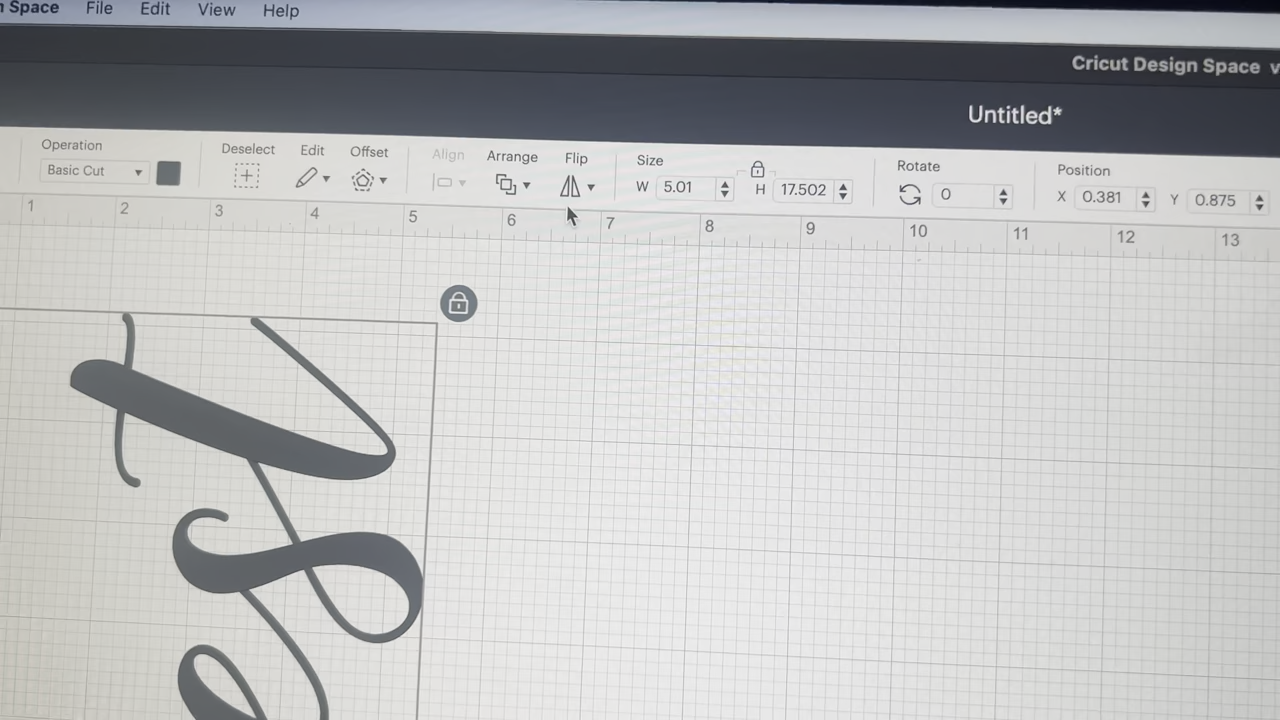 n Space File Edit View Help
Cricut Design Space v
Untitled*
Operation Deselect Edit Offset Align Arrange Flip Size Rotate Position
Basic Cut W 5.01 H 17.502 0 X 0.381 Y 0.875
1 2 3 4 5 6 7 8 9 10 11 12 13